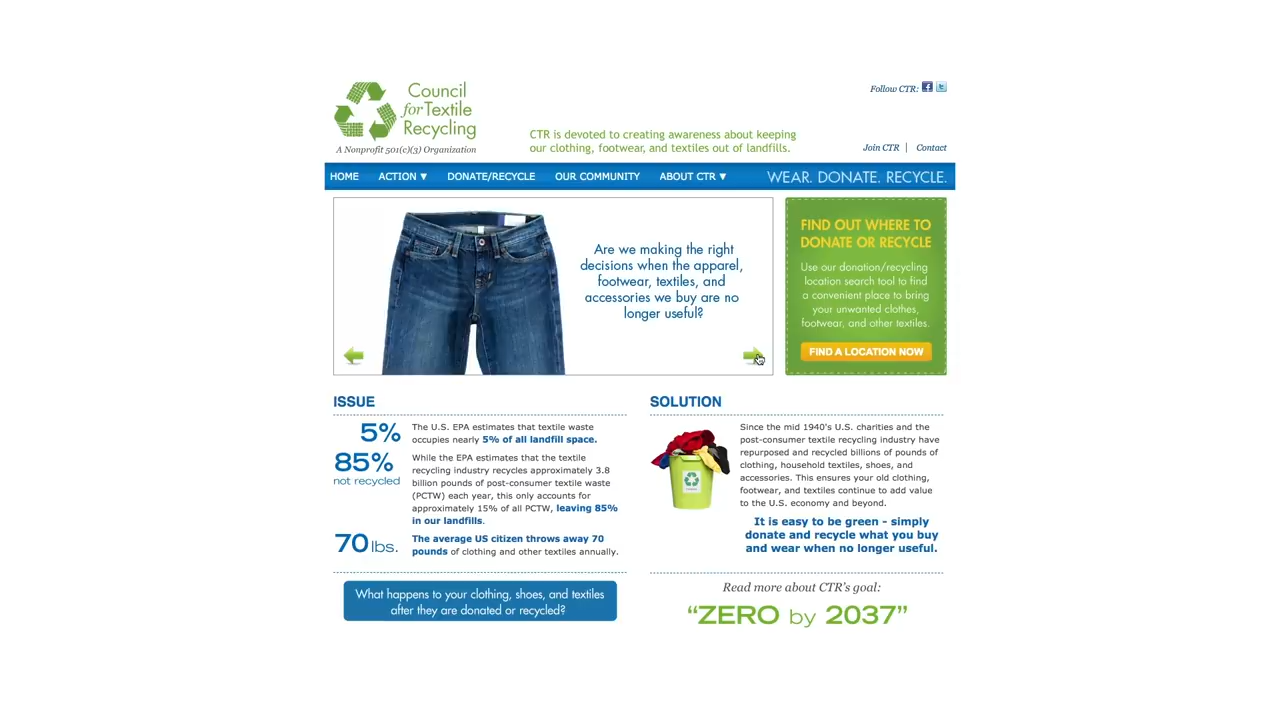 Council
for Textile
Recycling
A Nonprofit 501(c)(3) Organization
CTR is devoted to creating awareness about keeping
our clothing, footwear, and textiles out of landfills.
Follow CTR:
Join CTR | Contact
HOME ACTION ▼ DONATE/RECYCLE OUR COMMUNITY ABOUT CTR ▼ WEAR. DONATE. RECYCLE.
Are we making the right
decisions when the apparel,
footwear, textiles, and
accessories we buy are no
longer useful?
FIND OUT WHERE TO
DONATE OR RECYCLE
Use our donation/recycling
location search tool to find
a convenient place to bring
your unwanted clothes,
footwear, and other textiles.
FIND A LOCATION NOW
ISSUE
5%
The U.S. EPA estimates that textile waste
occupies nearly 5% of all landfill space.
85%
not recycled
While the EPA estimates that the textile
recycling industry recycles approximately 3.8
billion pounds of post-consumer textile waste
(PCTW) each year, this only accounts for
approximately 15% of all PCTW, leaving 85%
in our landfills.
70 lbs.
The average US citizen throws away 70
pounds of clothing and other textiles annually.
What happens to your clothing, shoes, and textiles
after they are donated or recycled?
SOLUTION
Since the mid 1940's U.S. charities and the
post-consumer textile recycling industry have
repurposed and recycled billions of pounds of
clothing, household textiles, shoes, and
accessories. This ensures your old clothing,
footwear, and textiles continue to add value
to the U.S. economy and beyond.
It is easy to be green - simply
donate and recycle what you buy
and wear when no longer useful.
Read more about CTR's goal:
“ZERO by 2037”